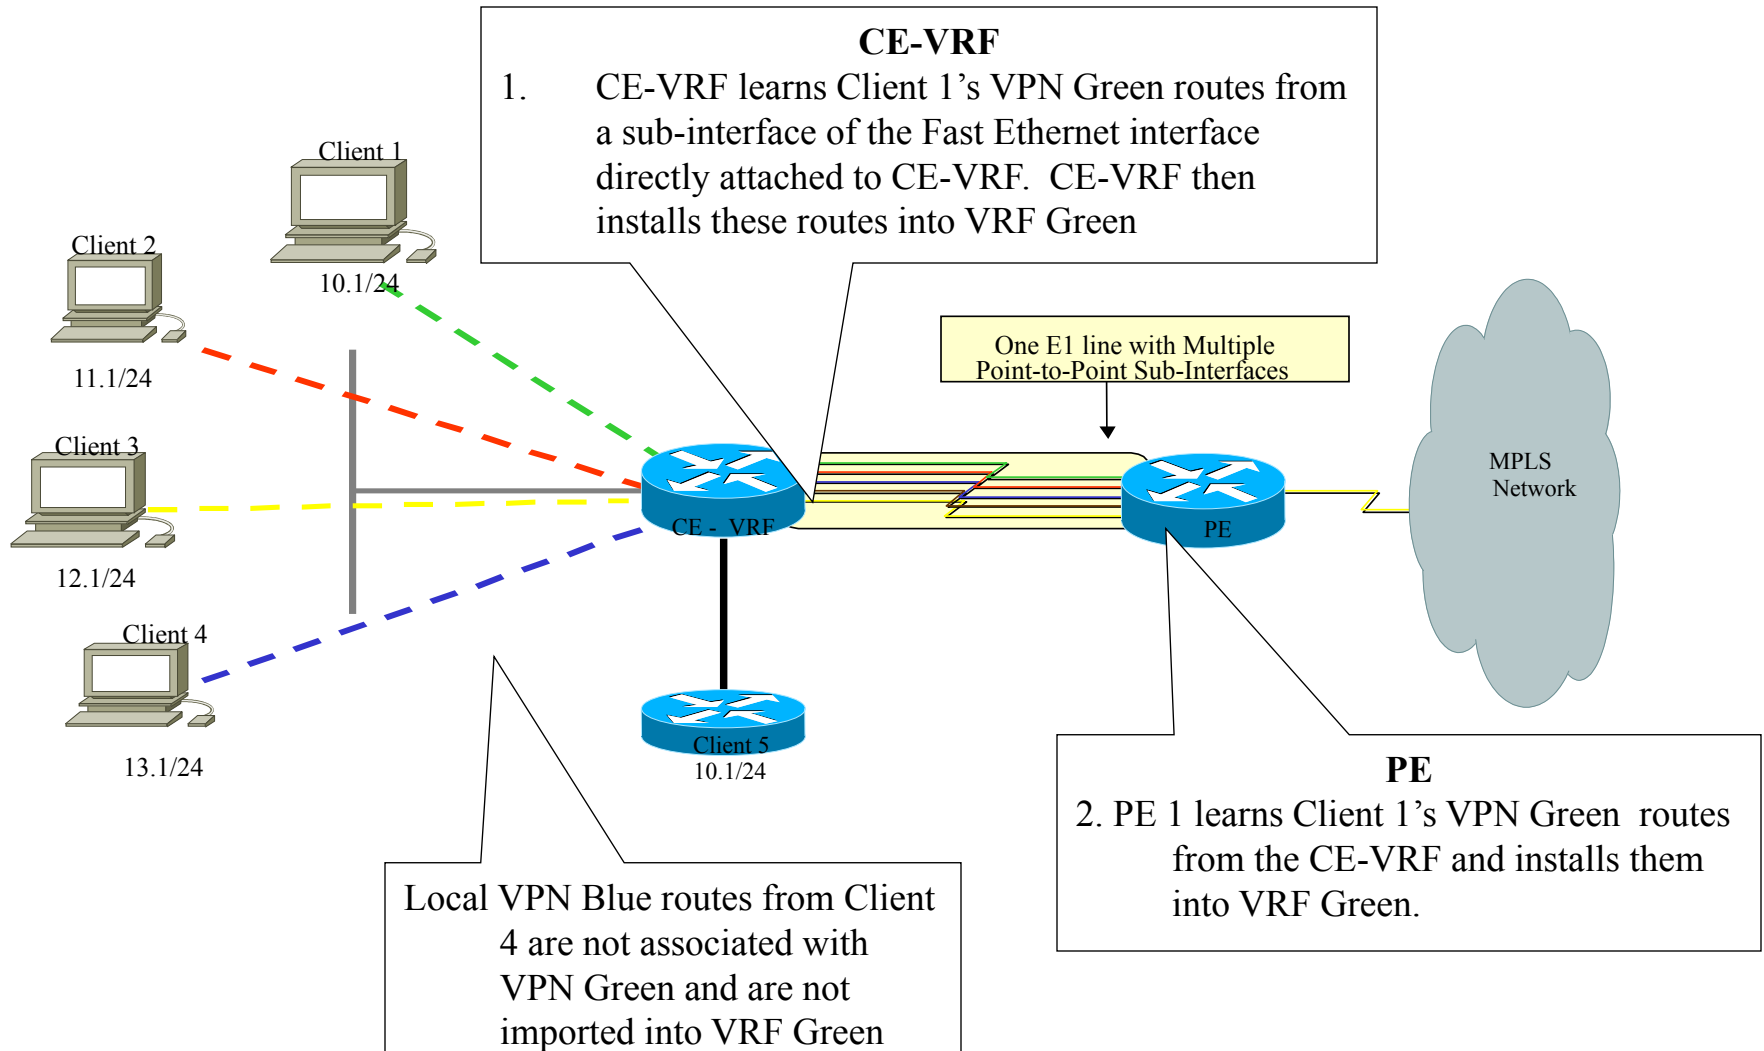 CE-VRF
1. CE-VRF learns Client 1’s VPN Green routes from
a sub-interface of the Fast Ethernet interface
directly attached to CE-VRF.  CE-VRF then
installs these routes into VRF Green
Client 1
10.1/24
Client 2
11.1/24
Client 3
12.1/24
Client 4
13.1/24
One E1 line with Multiple
Point-to-Point Sub-Interfaces
CE - VRF
PE
MPLS
Network
Client 5
10.1/24
PE
2. PE 1 learns Client 1’s VPN Green  routes
from the CE-VRF and installs them
into VRF Green.
Local VPN Blue routes from Client
4 are not associated with
VPN Green and are not
imported into VRF Green